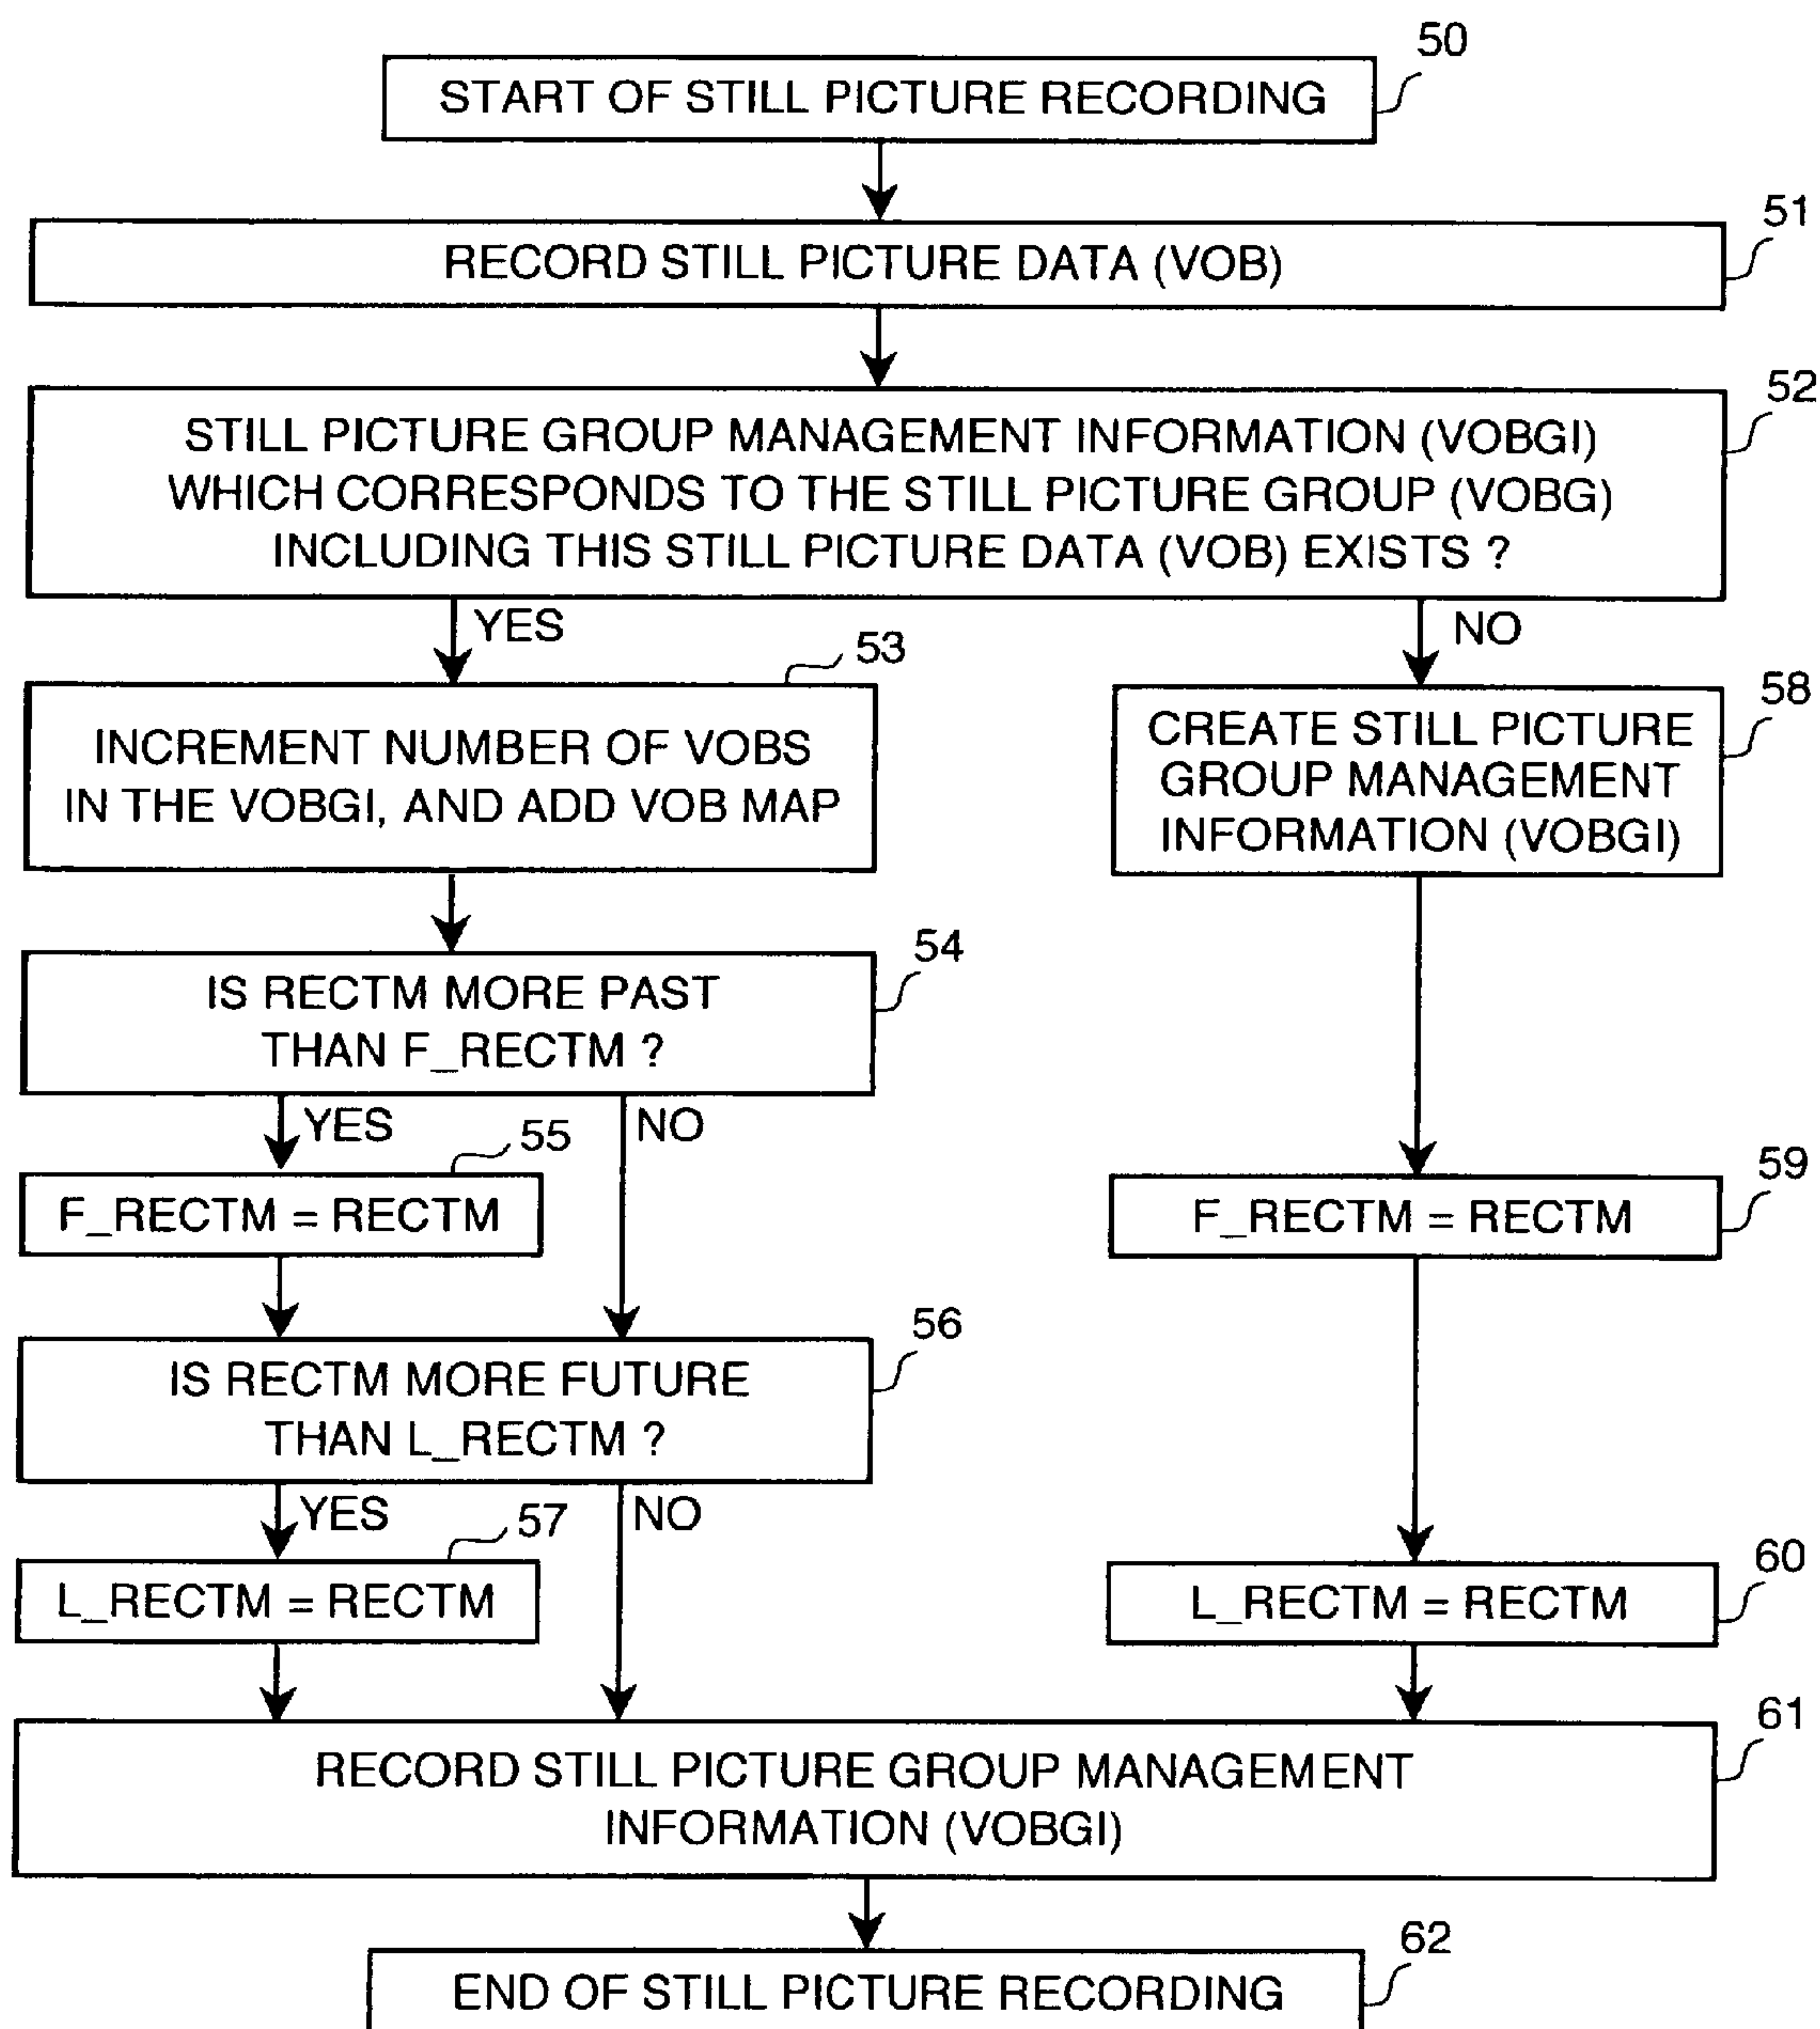 50
START OF STILL PICTURE RECORDING
51
RECORD STILL PICTURE DATA (VOB)
52
STILL PICTURE GROUP MANAGEMENT INFORMATION (VOBGI)
WHICH CORRESPONDS TO THE STILL PICTURE GROUP (VOBG)
INCLUDING THIS STILL PICTURE DATA (VOB) EXISTS ?
YES
NO
53
INCREMENT NUMBER OF VOBS
IN THE VOBGI, AND ADD VOB MAP
58
CREATE STILL PICTURE
GROUP MANAGEMENT
INFORMATION (VOBGI)
54
IS RECTM MORE PAST
THAN F_RECTM ?
YES
NO
55
F_RECTM = RECTM
59
F_RECTM = RECTM
56
IS RECTM MORE FUTURE
THAN L_RECTM ?
YES
NO
57
L_RECTM = RECTM
60
L_RECTM = RECTM
61
RECORD STILL PICTURE GROUP MANAGEMENT
INFORMATION (VOBGI)
62
END OF STILL PICTURE RECORDING